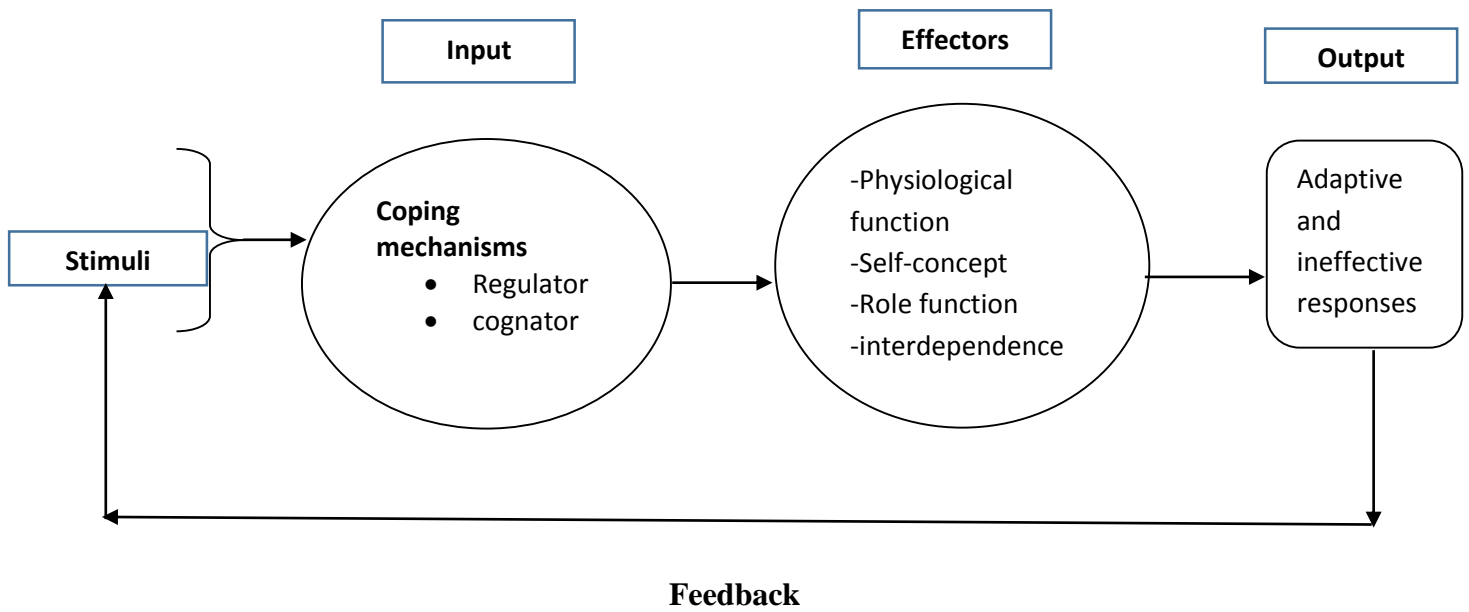 Input
Effectors
Output
Stimuli
Coping
mechanisms
• Regulator
• cognator
-Physiological
function
-Self-concept
-Role function
-interdependence
Adaptive
and
ineffective
responses
Feedback